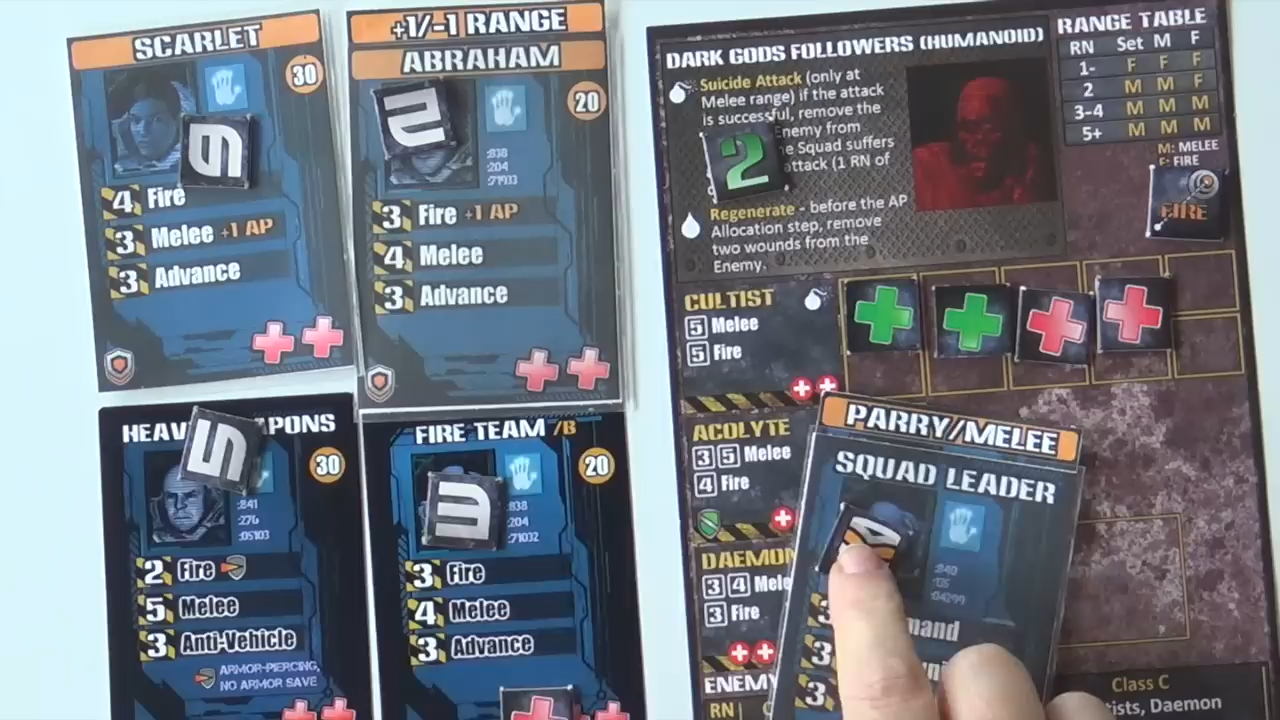 SCARLET
30
4 Fire
3 Melee +1 AP
3 Advance
+1/-1 RANGE
ABRAHAM
20
2
:838
:204
:71933
3 Fire +1 AP
4 Melee
3 Advance
HEAV
PONS
30
5
:841
:276
:05103
2 Fire
5 Melee
3 Anti-Vehicle
ARMOR-PIERCING,
NO ARMOR SAVE
FIRE TEAM /B
20
3
:838
:204
:71032
3 Fire
4 Melee
3 Advance
DARK GODS FOLLOWERS (HUMANOID)
Suicide Attack (only at
Melee range) if the attack
is successful, remove the
Enemy from
Squad suffers
attack (1 RN of
2
Regenerate - before the AP
Allocation step, remove
two wounds from the
Enemy.
RANGE TABLE
RN Set M F
1- F F F
2 M M F
3-4 M M M
5+ M M M
M: MELEE
F: FIRE
FIRE
CULTIST
5 Melee
5 Fire
ACOLYTE
3 5 Melee
4 Fire
DAEMON
3 4 Mele
3 Fire
ENEMY
RN
PARRY/MELEE
SQUAD LEADER
:840
:135
:04299
mand
3
3
Class C
tists, Daemon